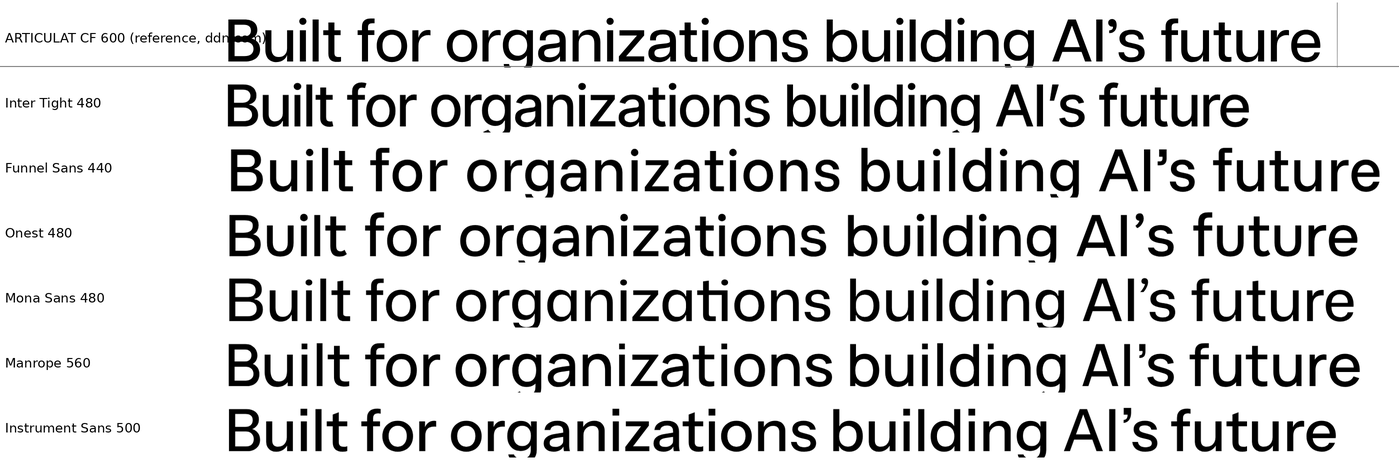 ARTICULAT CF 600 (reference, ddn.com) Built for organizations building AI’s future
Inter Tight 480 Built for organizations building AI’s future
Funnel Sans 440 Built for organizations building AI’s future
Onest 480 Built for organizations building AI’s future
Mona Sans 480 Built for organizations building AI’s future
Manrope 560 Built for organizations building AI’s future
Instrument Sans 500 Built for organizations building AI’s future